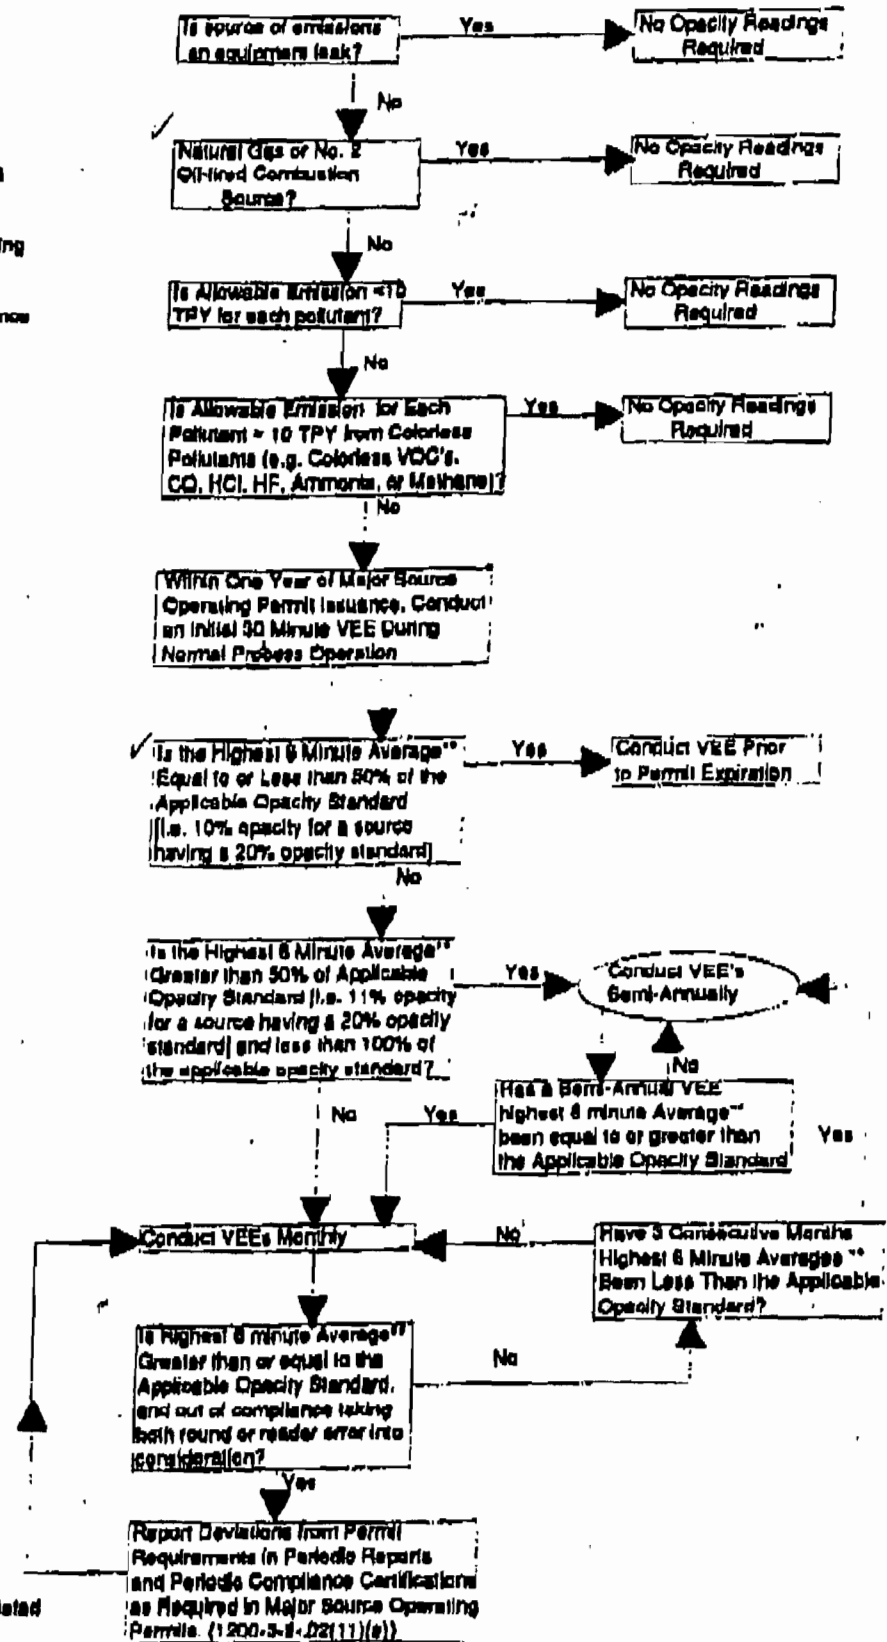 Is source of emissions
an equipment leak?
Yes
No Opacity Readings
Required
No
Natural Gas or No. 2
Oil-fired Combustion
Source?
Yes
No Opacity Readings
Required
No
ing
Is Allowable Emission <10
TPY for each pollutant?
Yes
No Opacity Readings
Required
nce
No
Is Allowable Emission for Each
Pollutant = 10 TPY from Colorless
Pollutants (e.g. Colorless VOC's,
CO, HCl, HF, Ammonia, or Methane)?
Yes
No Opacity Readings
Required
No
Within One Year of Major Source
Operating Permit Issuance, Conduct
an Initial 30 Minute VEE During
Normal Process Operation
Is the Highest 6 Minute Average**
Equal to or Less than 50% of the
Applicable Opacity Standard
[i.e. 10% opacity for a source
having a 20% opacity standard]
Yes
Conduct VEE Prior
to Permit Expiration
No
Is the Highest 6 Minute Average**
Greater than 50% of Applicable
Opacity Standard [i.e. 11% opacity
for a source having a 20% opacity
standard] and less than 100% of
the applicable opacity standard?
Yes
Conduct VEE's
Semi-Annually
No
Has a Semi-Annual VEE
highest 6 minute Average**
been equal to or greater than
the Applicable Opacity Standard
No
Yes
Yes
Conduct VEEs Monthly
No
Have 3 Consecutive Months
Highest 6 Minute Averages **
Been Less Than the Applicable
Opacity Standard?
Is Highest 6 minute Average**
Greater than or equal to the
Applicable Opacity Standard,
and out of compliance taking
both round or reader error into
consideration?
No
Yes
Report Deviations from Permit
Requirements in Periodic Reports
and Periodic Compliance Certifications
as Required in Major Source Operating
Permits. (1200-3-9-.02(11)(e))
lated